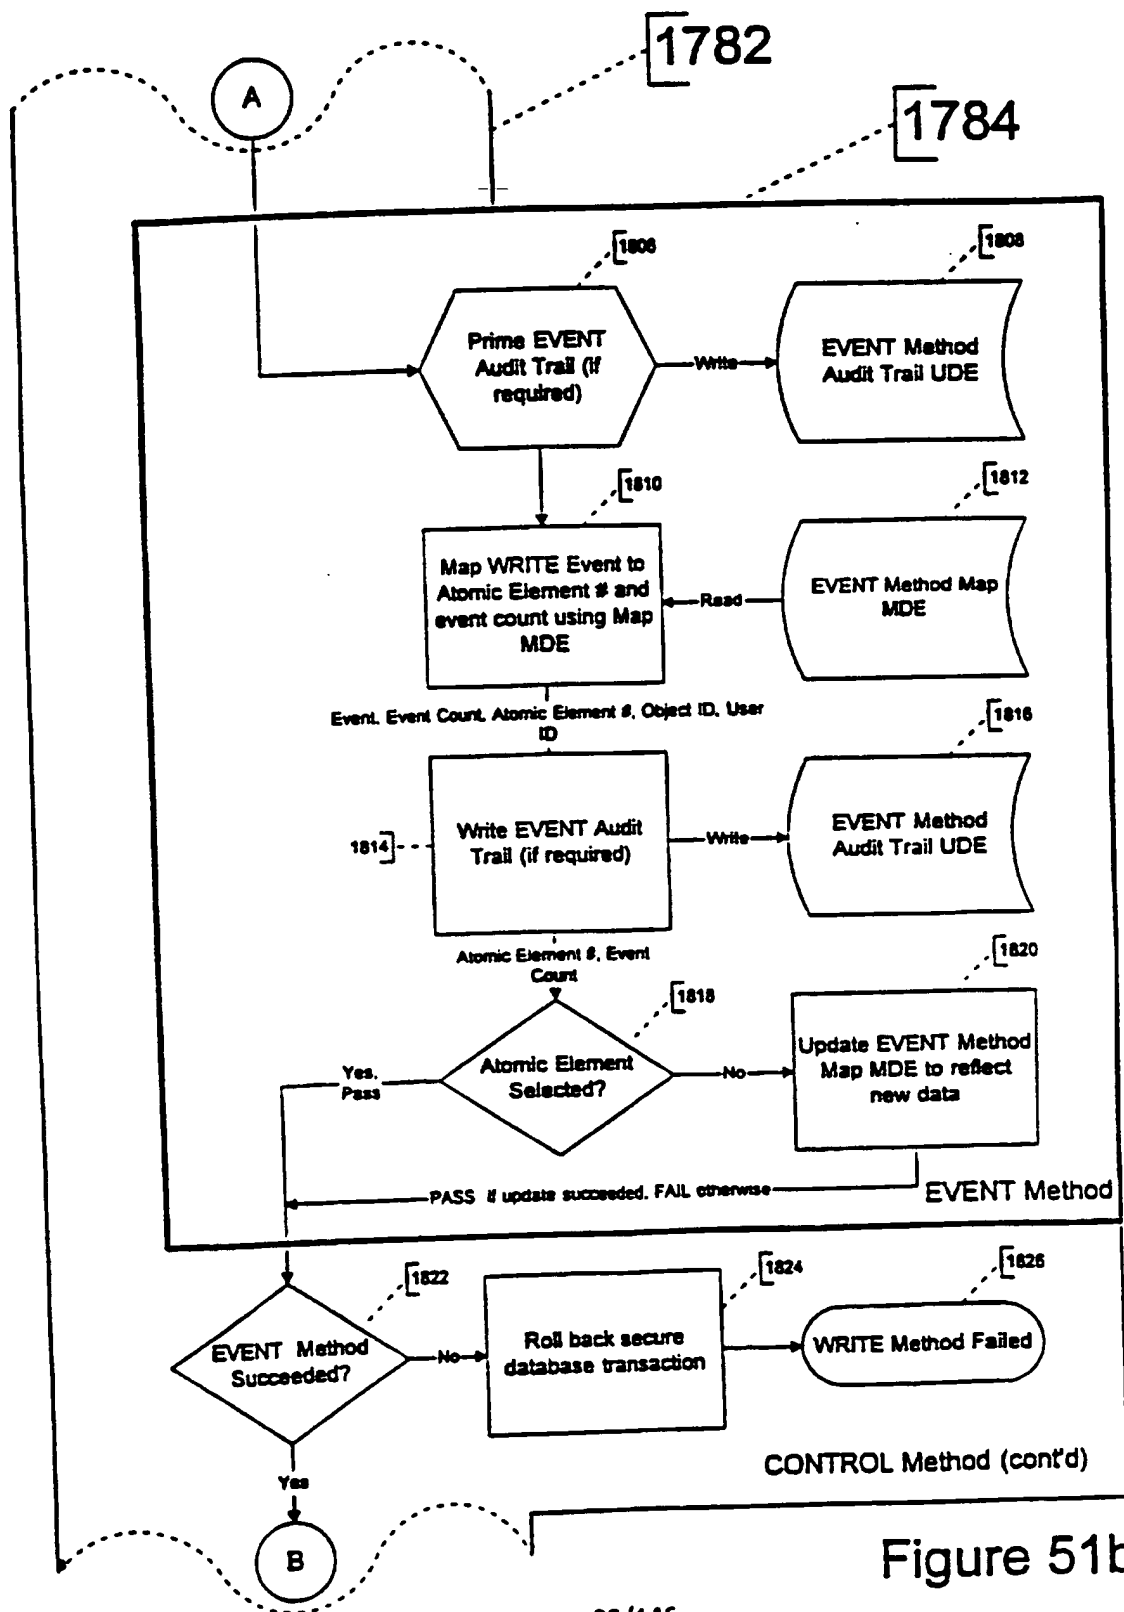 1782
A
1784
1806
1808
Prime EVENT
Audit Trail (if
required)
Write
EVENT Method
Audit Trail UDE
1810
1812
Map WRITE Event to
Atomic Element # and
event count using Map
MDE
Read
EVENT Method Map
MDE
Event, Event Count, Atomic Element #, Object ID, User
ID
1816
1814
Write EVENT Audit
Trail (if required)
Write
EVENT Method
Audit Trail UDE
Atomic Element #, Event
Count
1818
1820
Yes,
Pass
Atomic Element
Selected?
No
Update EVENT Method
Map MDE to reflect
new data
PASS if update succeeded, FAIL otherwise
EVENT Method
1822
1824
1826
EVENT Method
Succeeded?
No
Roll back secure
database transaction
WRITE Method Failed
Yes
CONTROL Method (cont'd)
B
Figure 51b